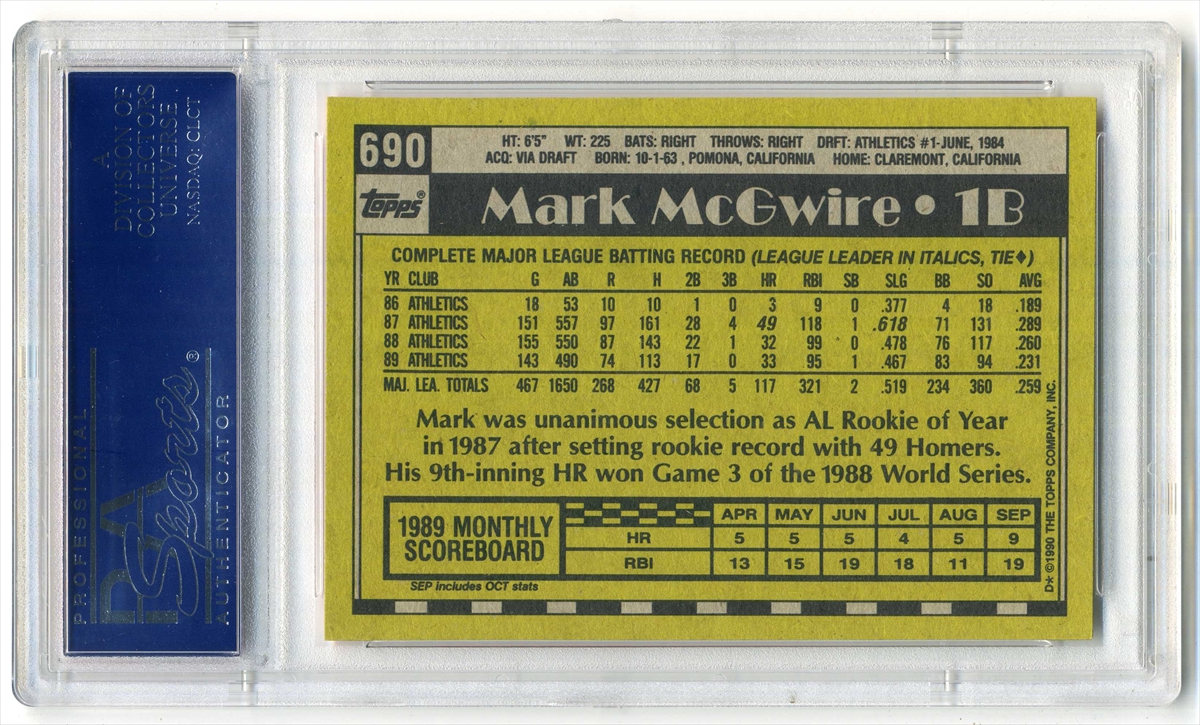 A
DIVISION OF
COLLECTORS
UNIVERSE
NASDAQ: CLCT
PROFESSIONAL
PSA
Sports®
AUTHENTICATOR
690
HT: 6'5" WT: 225 BATS: RIGHT THROWS: RIGHT DRFT: ATHLETICS #1-JUNE, 1984
ACQ: VIA DRAFT BORN: 10-1-63 , POMONA, CALIFORNIA HOME: CLAREMONT, CALIFORNIA
Topps®
Mark McGwire • 1B
COMPLETE MAJOR LEAGUE BATTING RECORD (LEAGUE LEADER IN ITALICS, TIE♦)
YR CLUB G AB R H 2B 3B HR RBI SB SLG BB SO AVG
86 ATHLETICS 18 53 10 10 1 0 3 9 0 .377 4 18 .189
87 ATHLETICS 151 557 97 161 28 4 49 118 1 .618 71 131 .289
88 ATHLETICS 155 550 87 143 22 1 32 99 0 .478 76 117 .260
89 ATHLETICS 143 490 74 113 17 0 33 95 1 .467 83 94 .231
MAJ. LEA. TOTALS 467 1650 268 427 68 5 117 321 2 .519 234 360 .259
Mark was unanimous selection as AL Rookie of Year
in 1987 after setting rookie record with 49 Homers.
His 9th-inning HR won Game 3 of the 1988 World Series.
1989 MONTHLY
SCOREBOARD
APR MAY JUN JUL AUG SEP
HR 5 5 5 4 5 9
RBI 13 15 19 18 11 19
SEP includes OCT stats
D* ©1990 THE TOPPS COMPANY, INC.